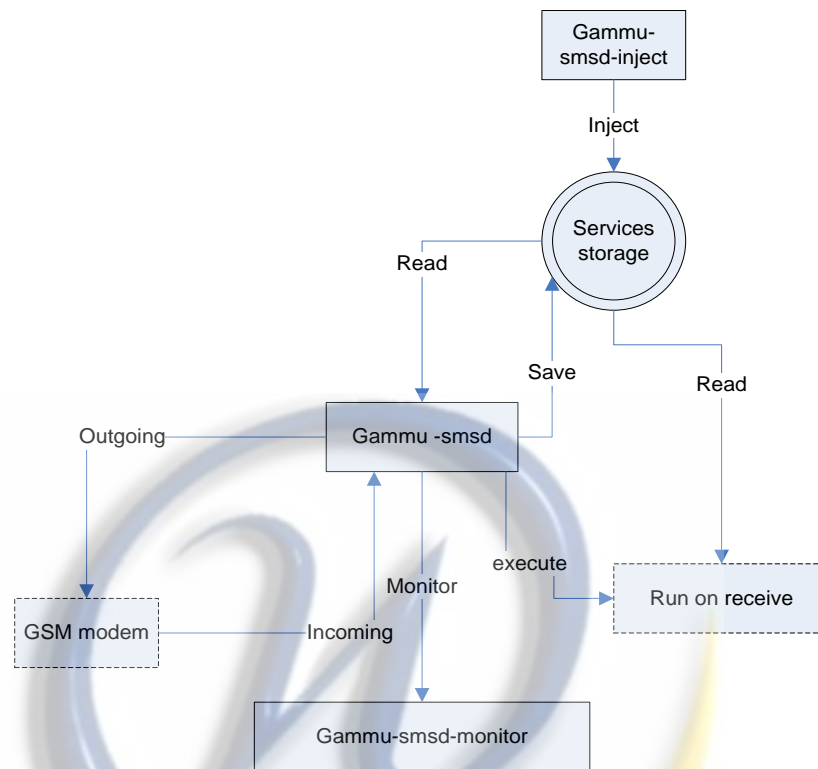 Gammu-
smsd-inject
Inject
Services
storage
Read
Save
Read
Outgoing
Gammu -smsd
execute
Monitor
Run on receive
GSM modem
Incoming
Gammu-smsd-monitor